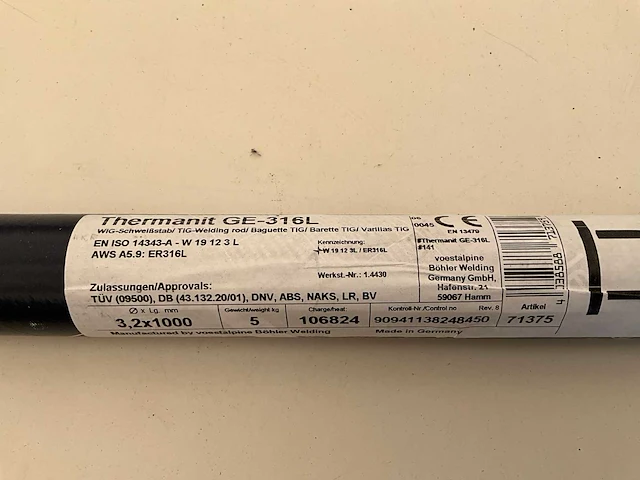 Thermanit GE-316L
WIG-Schweißstab/ TIG-Welding rod/ Baguette TIG/ Barette TIG/ Varillas TIG
EN ISO 14343-A - W 19 12 3 L
AWS A5.9: ER316L
Kennzeichnung:
W 19 12 3L / ER316L
Werkst.-Nr.: 1.4430
Zulassungen/Approvals:
TÜV (09500), DB (43.132.20/01), DNV, ABS, NAKS, LR, BV
Ø x Lg. mm
3,2x1000
Gewicht/weight kg
5
Charge/heat:
106824
Kontroll-Nr./Control no
90941138248450
Rev. 8
Artikel
71375
Manufactured by voestalpine Böhler Welding
Made in Germany
06
0045
CE
EN 13479
#Thermanit GE-316L
#141
voestalpine
Böhler Welding
Germany GmbH,
Hafenstr. 21
59067 Hamm